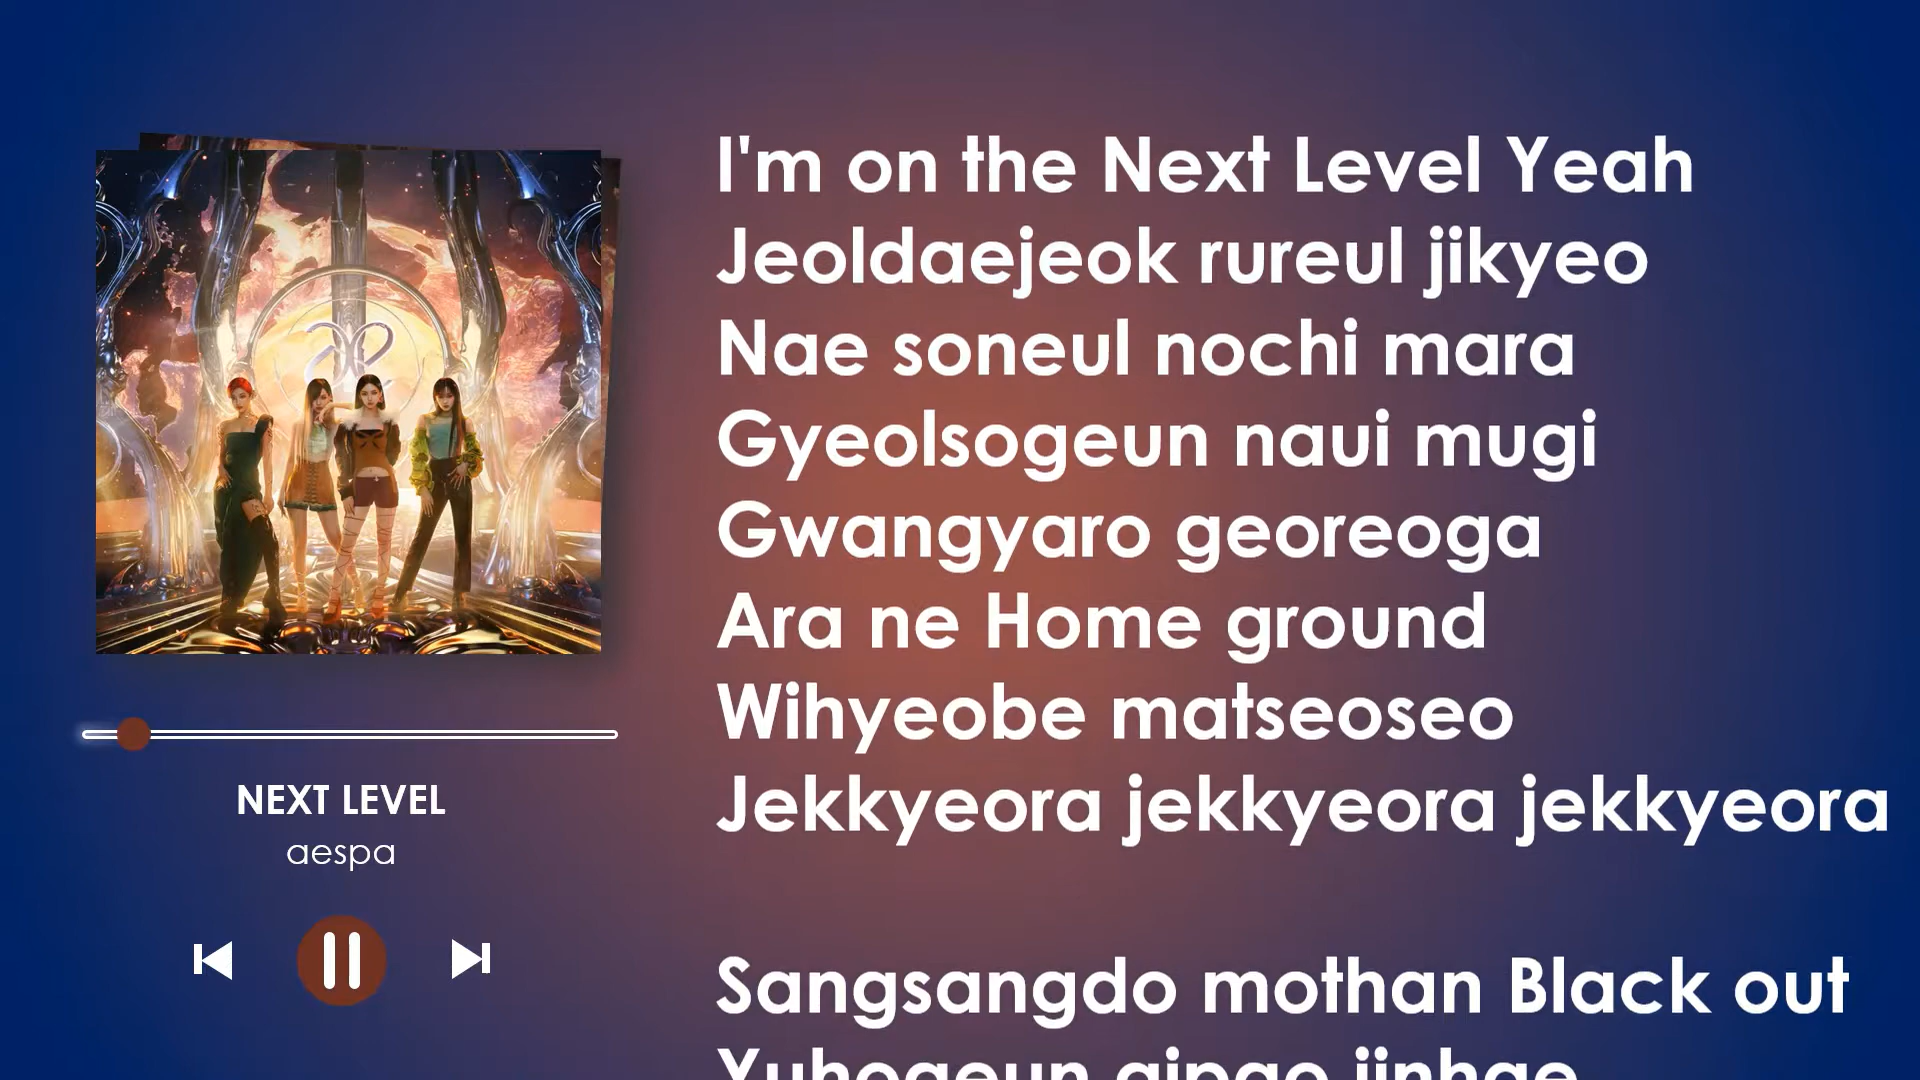 I'm on the Next Level Yeah
Jeoldaejeok rureul jikyeo
Nae soneul nochi mara
Gyeolsogeun naui mugi
Gwangyaro georeoga
Ara ne Home ground
Wihyeobe matseoseo
Jekkyeora jekkyeora jekkyeora
Sangsangdo mothan Black out
NEXT LEVEL
aespa